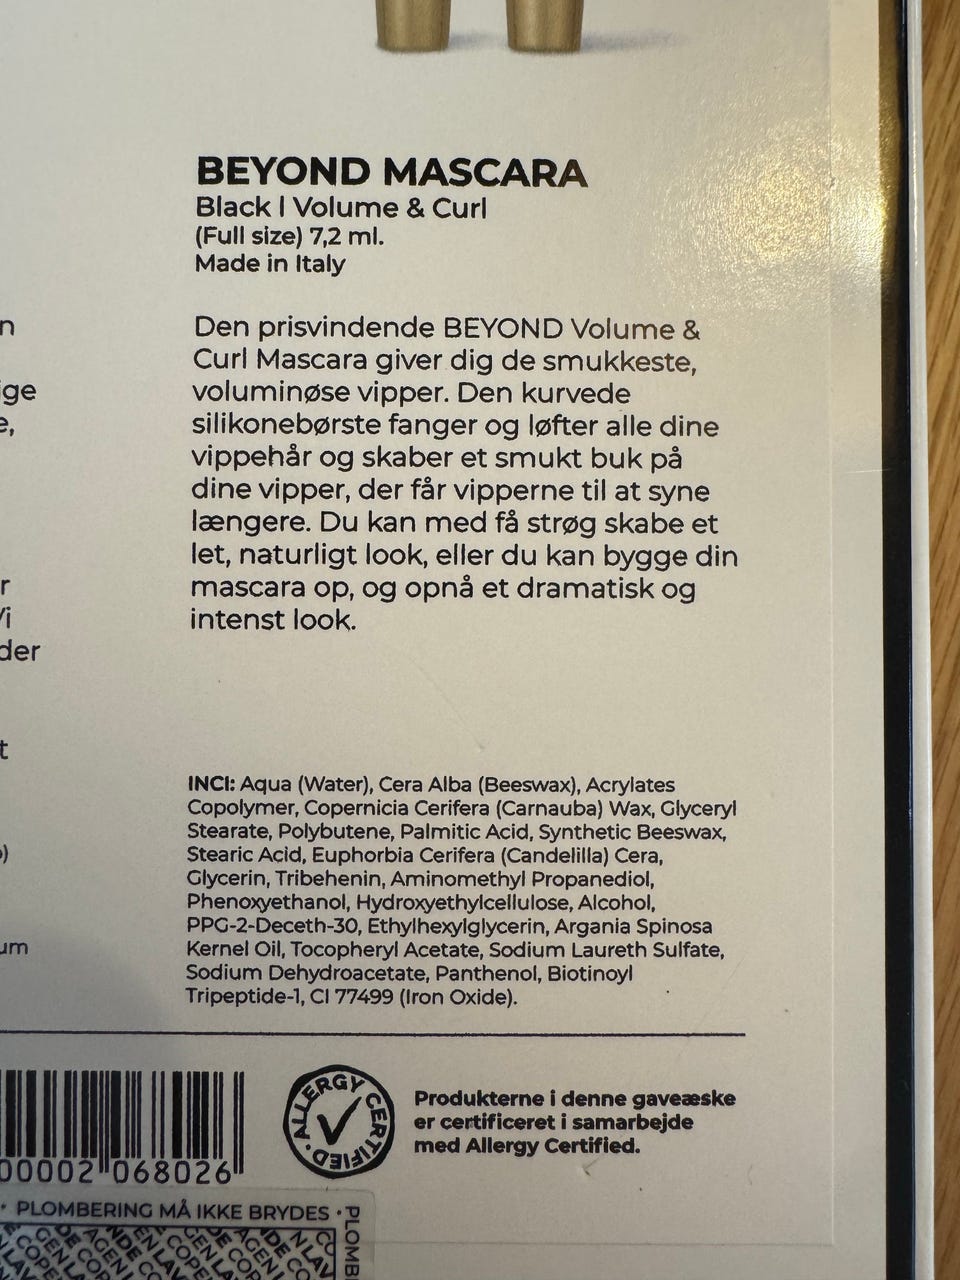 BEYOND MASCARA
Black | Volume & Curl
(Full size) 7,2 ml.
Made in Italy
Den prisvindende BEYOND Volume &
Curl Mascara giver dig de smukkeste,
voluminøse vipper. Den kurvede
silikonebørste fanger og løfter alle dine
vippehår og skaber et smukt buk på
dine vipper, der får vipperne til at syne
længere. Du kan med få strøg skabe et
let, naturligt look, eller du kan bygge din
mascara op, og opnå et dramatisk og
intenst look.
INCI: Aqua (Water), Cera Alba (Beeswax), Acrylates
Copolymer, Copernicia Cerifera (Carnauba) Wax, Glyceryl
Stearate, Polybutene, Palmitic Acid, Synthetic Beeswax,
Stearic Acid, Euphorbia Cerifera (Candelilla) Cera,
Glycerin, Tribehenin, Aminomethyl Propanediol,
Phenoxyethanol, Hydroxyethylcellulose, Alcohol,
PPG-2-Deceth-30, Ethylhexylglycerin, Argania Spinosa
Kernel Oil, Tocopheryl Acetate, Sodium Laureth Sulfate,
Sodium Dehydroacetate, Panthenol, Biotinoyl
Tripeptide-1, CI 77499 (Iron Oxide).
der
00002 068026
ALLERGY CERTIFIED
Produkterne i denne gaveæske
er certificeret i samarbejde
med Allergy Certified.
PLOMBERING MÅ IKKE BRYDES